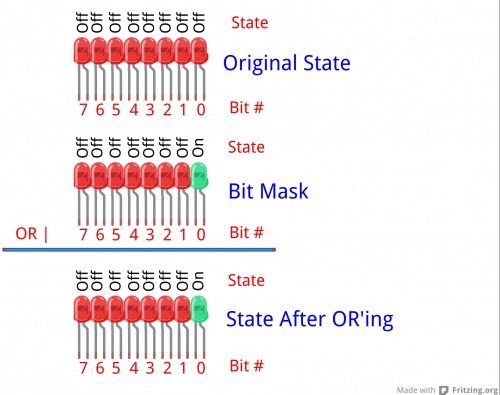 Off Off Off Off Off Off Off Off State
Original State
7 6 5 4 3 2 1 0 Bit #
Off Off Off Off Off Off Off On State
Bit Mask
OR | 7 6 5 4 3 2 1 0 Bit #
Off Off Off Off Off Off Off On State
State After OR'ing
7 6 5 4 3 2 1 0 Bit #
Made with Fritzing.org